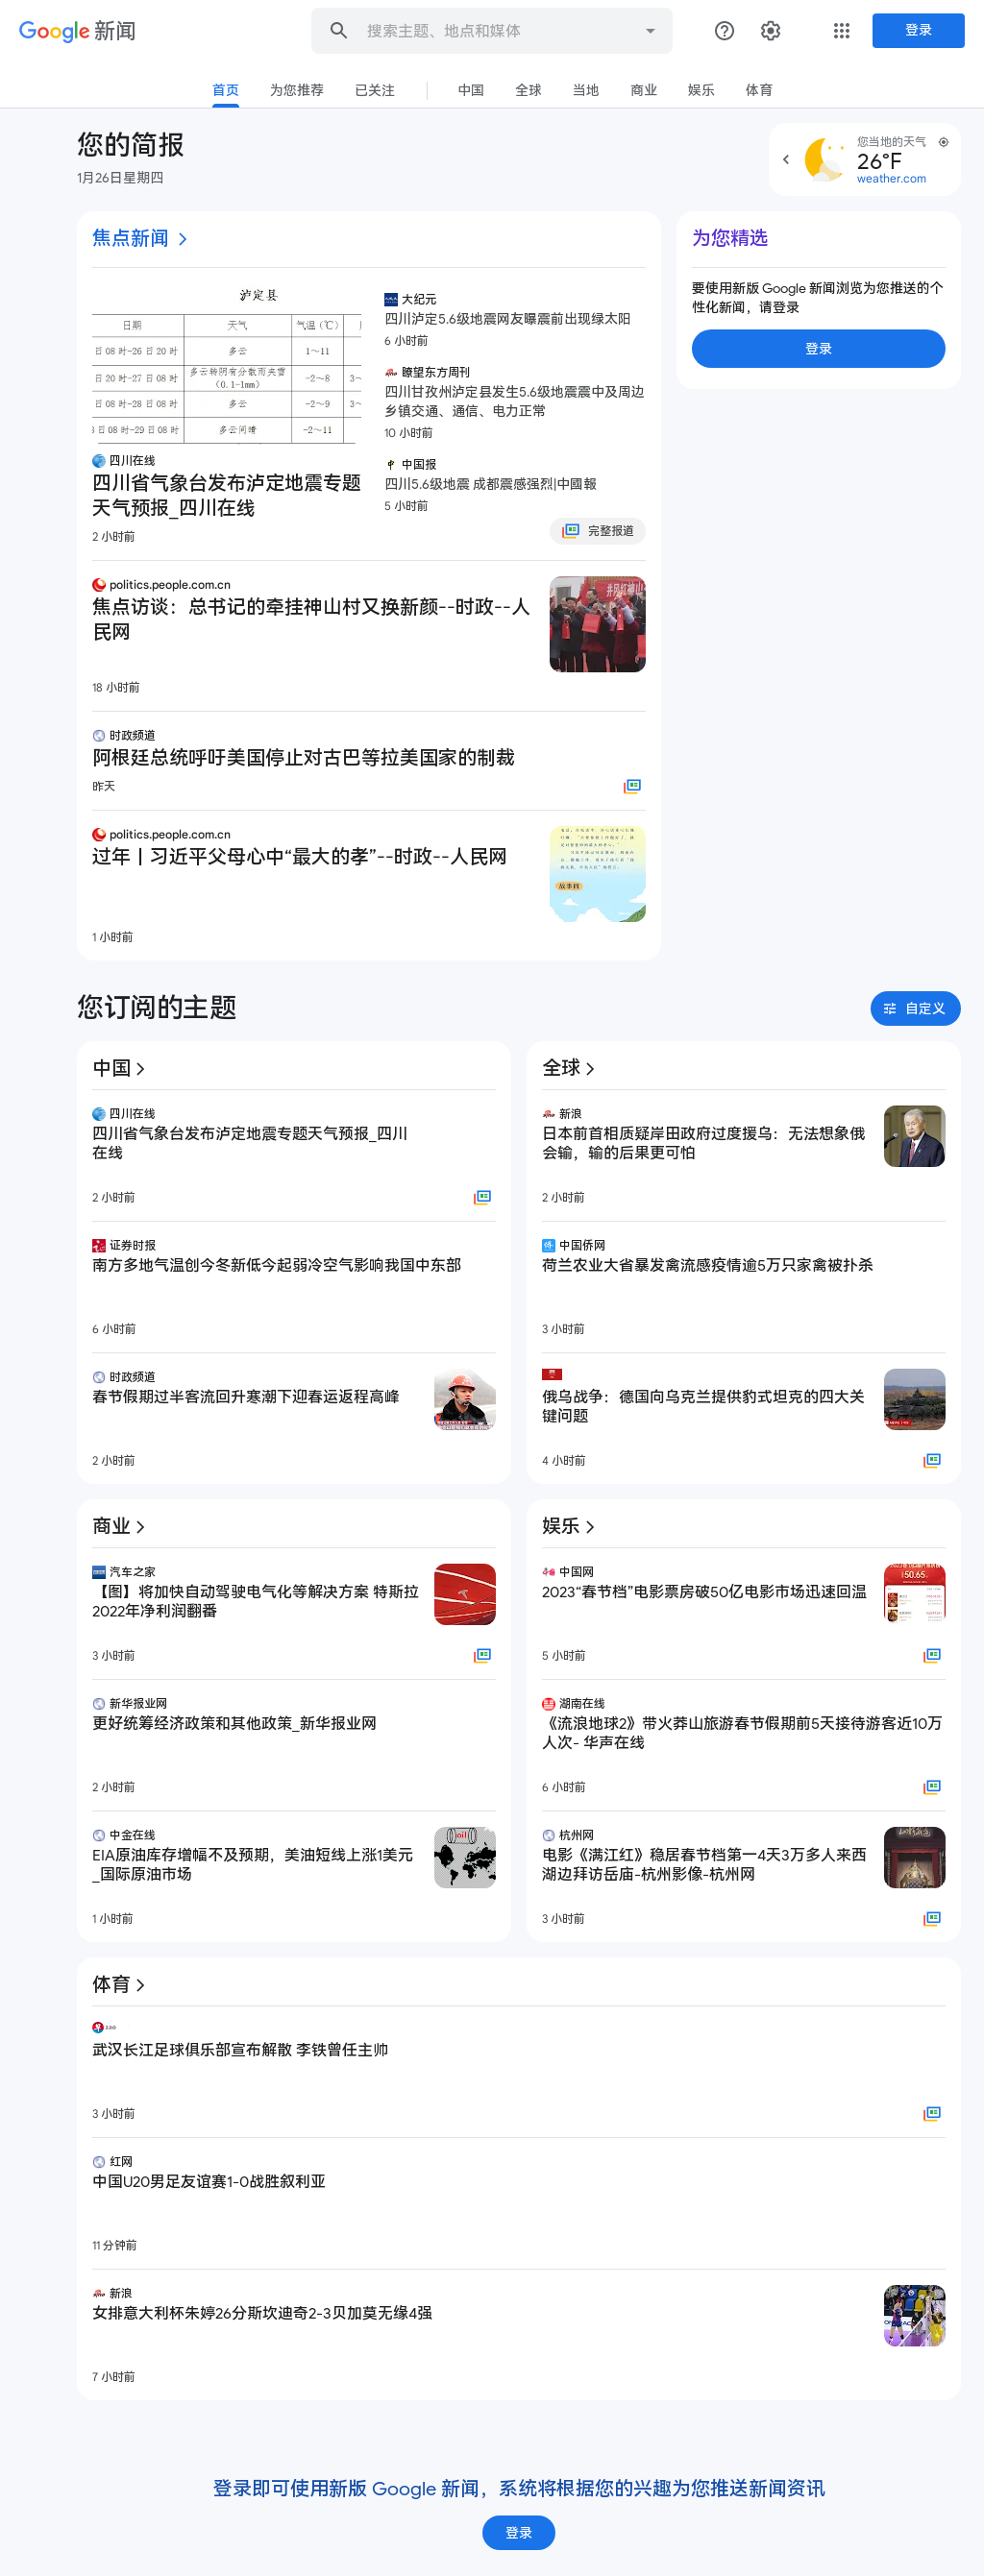 Google 新闻
搜索主题、地点和媒体
登录
首页
为您推荐
已关注
中国
全球
当地
商业
娱乐
体育
您的简报
1月26日星期四
您当地的天气
26°F
weather.com
焦点新闻
泸定县
日期 天气 气温（℃）
日 08 时-26 日 20 时 多云 1～11
日 20 时-27 日 08 时 多云转阴有分散雨夹雪（0.1-1mm） -2～8
日 08 时-28 日 08 时 多云 -2～9
日 08 时-29 日 08 时 多云间晴 -2～11
四川在线
四川省气象台发布泸定地震专题
天气预报_四川在线
2 小时前
大纪元
四川泸定5.6级地震网友曝震前出现绿太阳
6 小时前
瞭望东方周刊
四川甘孜州泸定县发生5.6级地震震中及周边
乡镇交通、通信、电力正常
10 小时前
中国报
四川5.6级地震 成都震感强烈|中國報
5 小时前
完整报道
politics.people.com.cn
焦点访谈：总书记的牵挂神山村又换新颜--时政--人
民网
18 小时前
时政频道
阿根廷总统呼吁美国停止对古巴等拉美国家的制裁
昨天
politics.people.com.cn
过年丨习近平父母心中“最大的孝”--时政--人民网
故事四
1 小时前
为您精选
要使用新版 Google 新闻浏览为您推送的个
性化新闻，请登录
登录
您订阅的主题
自定义
中国
四川在线
四川省气象台发布泸定地震专题天气预报_四川
在线
2 小时前
证券时报
南方多地气温创今冬新低今起弱冷空气影响我国中东部
6 小时前
时政频道
春节假期过半客流回升寒潮下迎春运返程高峰
2 小时前
全球
新浪
日本前首相质疑岸田政府过度援乌：无法想象俄
会输，输的后果更可怕
2 小时前
中国侨网
荷兰农业大省暴发禽流感疫情逾5万只家禽被扑杀
3 小时前
俄乌战争：德国向乌克兰提供豹式坦克的四大关
键问题
4 小时前
商业
汽车之家
【图】将加快自动驾驶电气化等解决方案 特斯拉
2022年净利润翻番
3 小时前
新华报业网
更好统筹经济政策和其他政策_新华报业网
2 小时前
中金在线
EIA原油库存增幅不及预期，美油短线上涨1美元
_国际原油市场
oil
1 小时前
娱乐
中国网
2023“春节档”电影票房破50亿电影市场迅速回温
50.65
5 小时前
湖南在线
《流浪地球2》带火莽山旅游春节假期前5天接待游客近10万
人次- 华声在线
6 小时前
杭州网
电影《满江红》稳居春节档第一4天3万多人来西
湖边拜访岳庙-杭州影像-杭州网
3 小时前
体育
武汉长江足球俱乐部宣布解散 李铁曾任主帅
3 小时前
红网
中国U20男足友谊赛1-0战胜叙利亚
11 分钟前
新浪
女排意大利杯朱婷26分斯坎迪奇2-3贝加莫无缘4强
7 小时前
登录即可使用新版 Google 新闻，系统将根据您的兴趣为您推送新闻资讯
登录